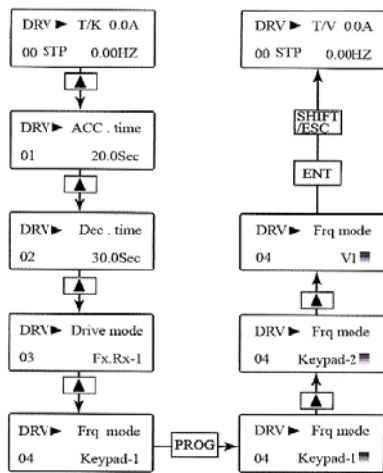 DRV► T/K 0.0A
00 STP 0.00HZ
▲
DRV► ACC . time
01 20.0Sec
▲
DRV► Dec . time
02 30.0Sec
▲
DRV► Drive mode
03 Fx.Rx-1
▲
DRV► Frq mode
04 Keypad-1
PROG
DRV► Frq mode
04 Keypad-1
▲
DRV► Frq mode
04 Keypad-2
▲
DRV► Frq mode
04 V1
ENT
SHIFT
/ESC
DRV► T/V 0.0A
00 STP 0.00HZ